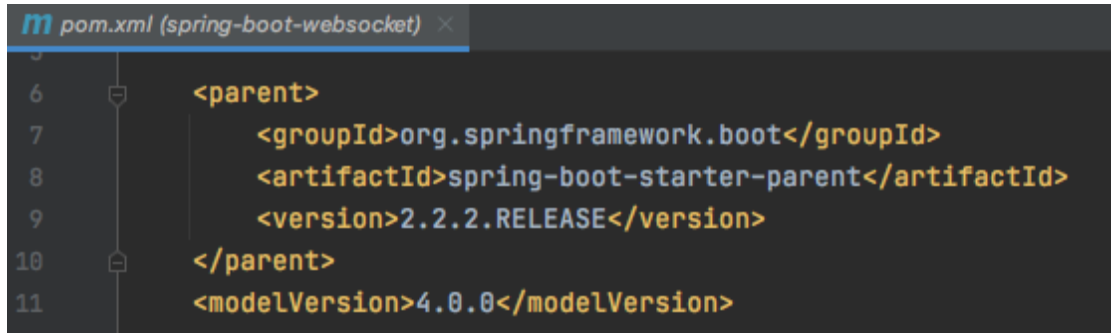 m pom.xml (spring-boot-websocket) ×
6 <parent>
7 <groupId>org.springframework.boot</groupId>
8 <artifactId>spring-boot-starter-parent</artifactId>
9 <version>2.2.2.RELEASE</version>
10 </parent>
11 <modelVersion>4.0.0</modelVersion>